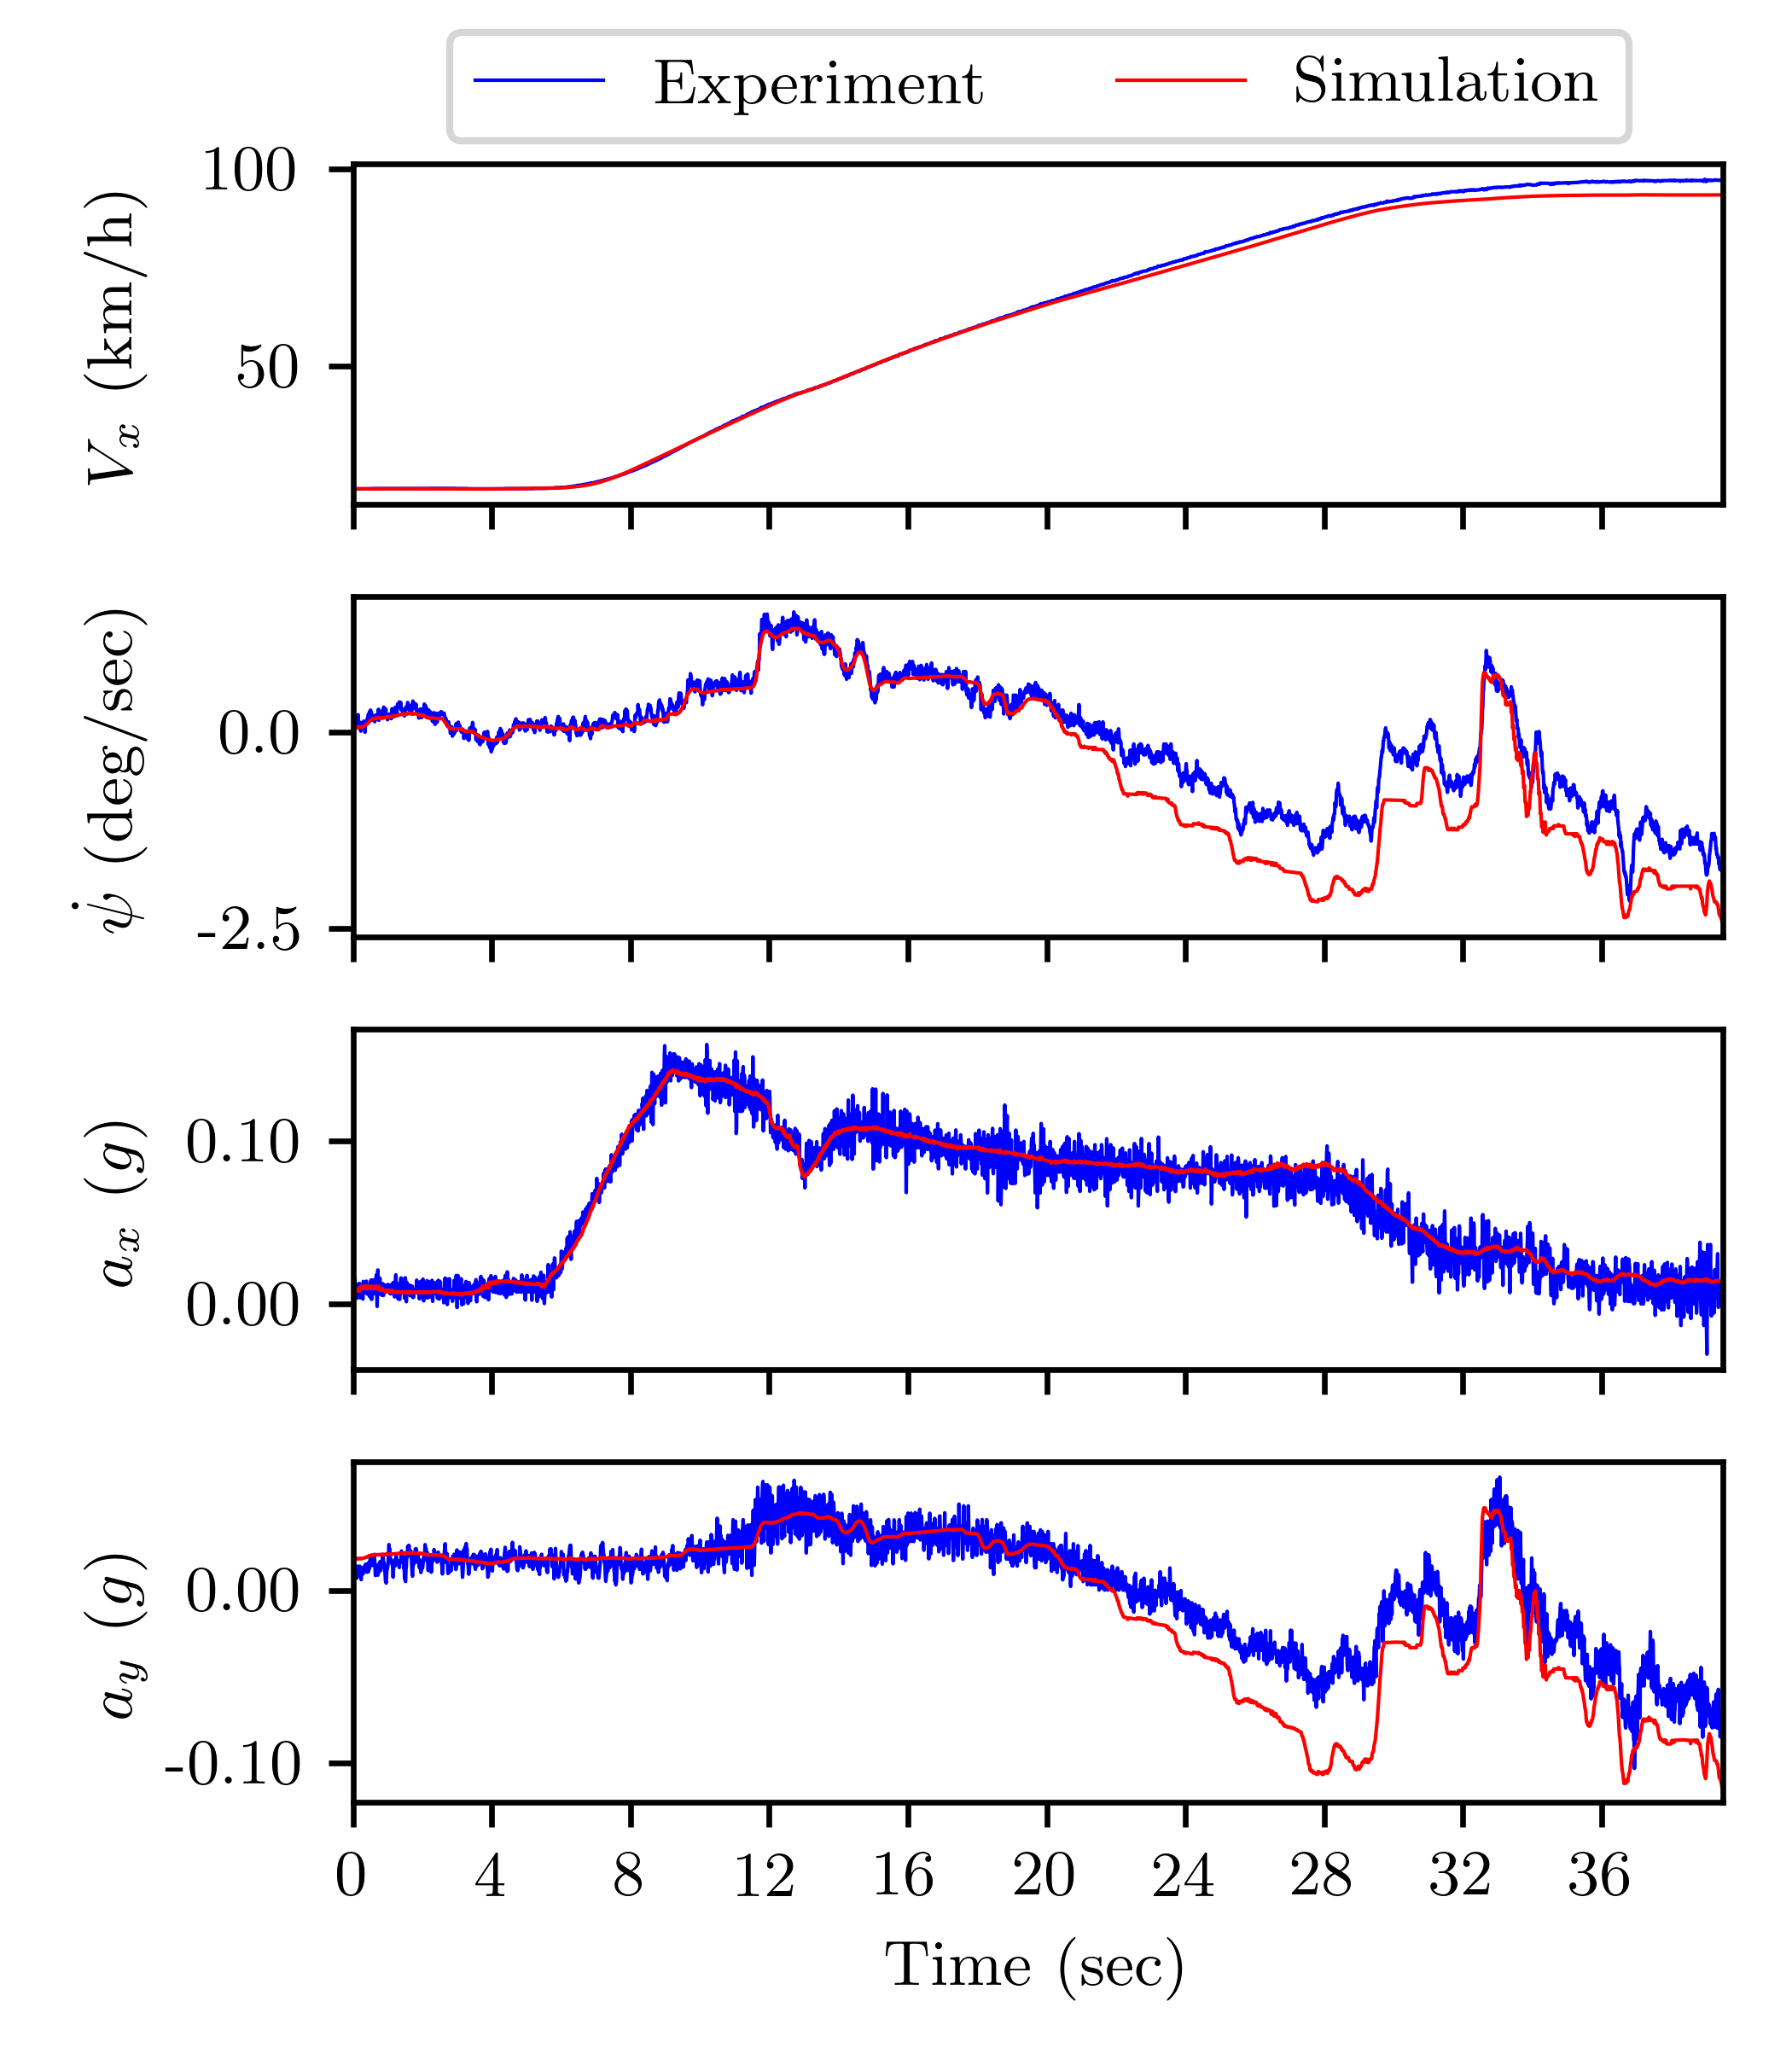 Experiment Simulation
100
50
V_x (km/h)
0.0
-2.5
ψ̇ (deg/sec)
0.10
0.00
a_x (g)
0.00
-0.10
a_y (g)
0 4 8 12 16 20 24 28 32 36
Time (sec)